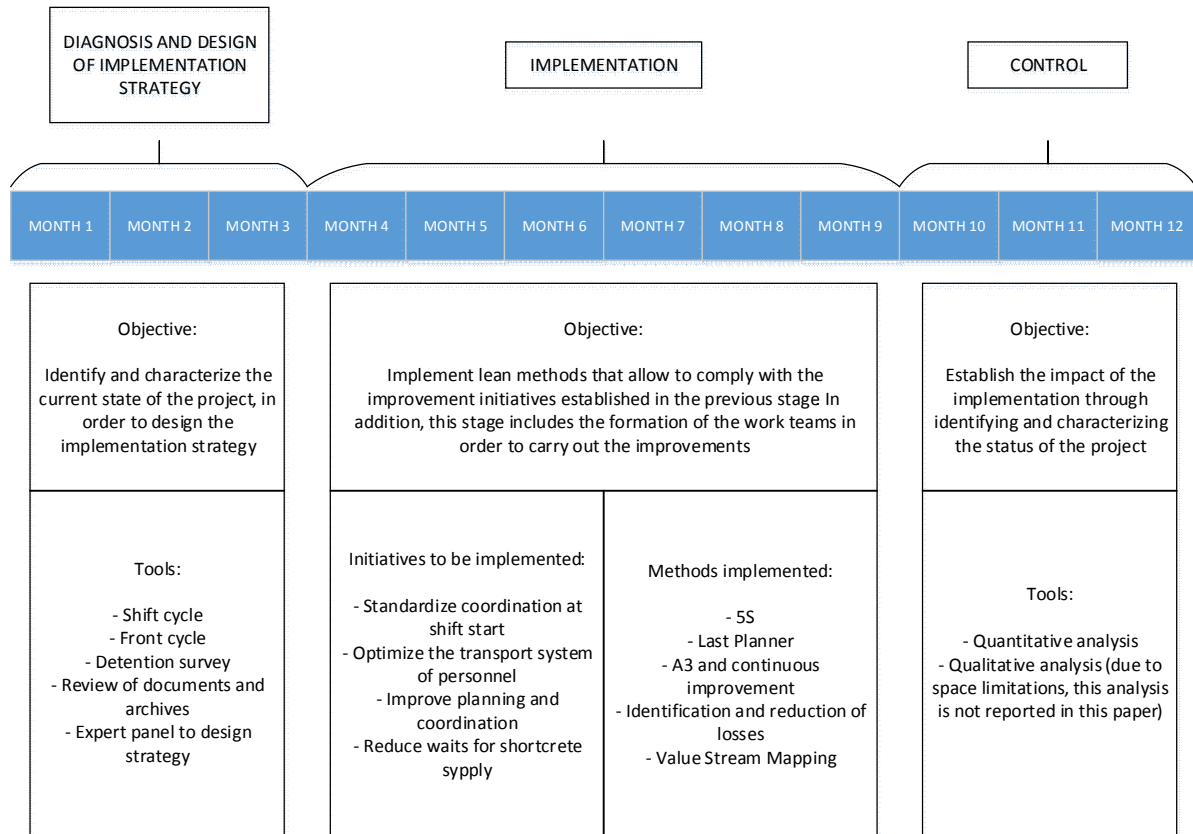 DIAGNOSIS AND DESIGN
OF IMPLEMENTATION
STRATEGY
IMPLEMENTATION
CONTROL
MONTH 1
MONTH 2
MONTH 3
MONTH 4
MONTH 5
MONTH 6
MONTH 7
MONTH 8
MONTH 9
MONTH 10
MONTH 11
MONTH 12
Objective:
Identify and characterize the
current state of the project, in
order to design the
implementation strategy
Objective:
Implement lean methods that allow to comply with the
improvement initiatives established in the previous stage In
addition, this stage includes the formation of the work teams in
order to carry out the improvements
Objective:
Establish the impact of the
implementation through
identifying and characterizing
the status of the project
Tools:
- Shift cycle
- Front cycle
- Detention survey
- Review of documents and
archives
- Expert panel to design
strategy
Initiatives to be implemented:
- Standardize coordination at
shift start
- Optimize the transport system
of personnel
- Improve planning and
coordination
- Reduce waits for shortcrete
sypply
Methods implemented:
- 5S
- Last Planner
- A3 and continuous
improvement
- Identification and reduction of
losses
- Value Stream Mapping
Tools:
- Quantitative analysis
- Qualitative analysis (due to
space limitations, this analysis
is not reported in this paper)